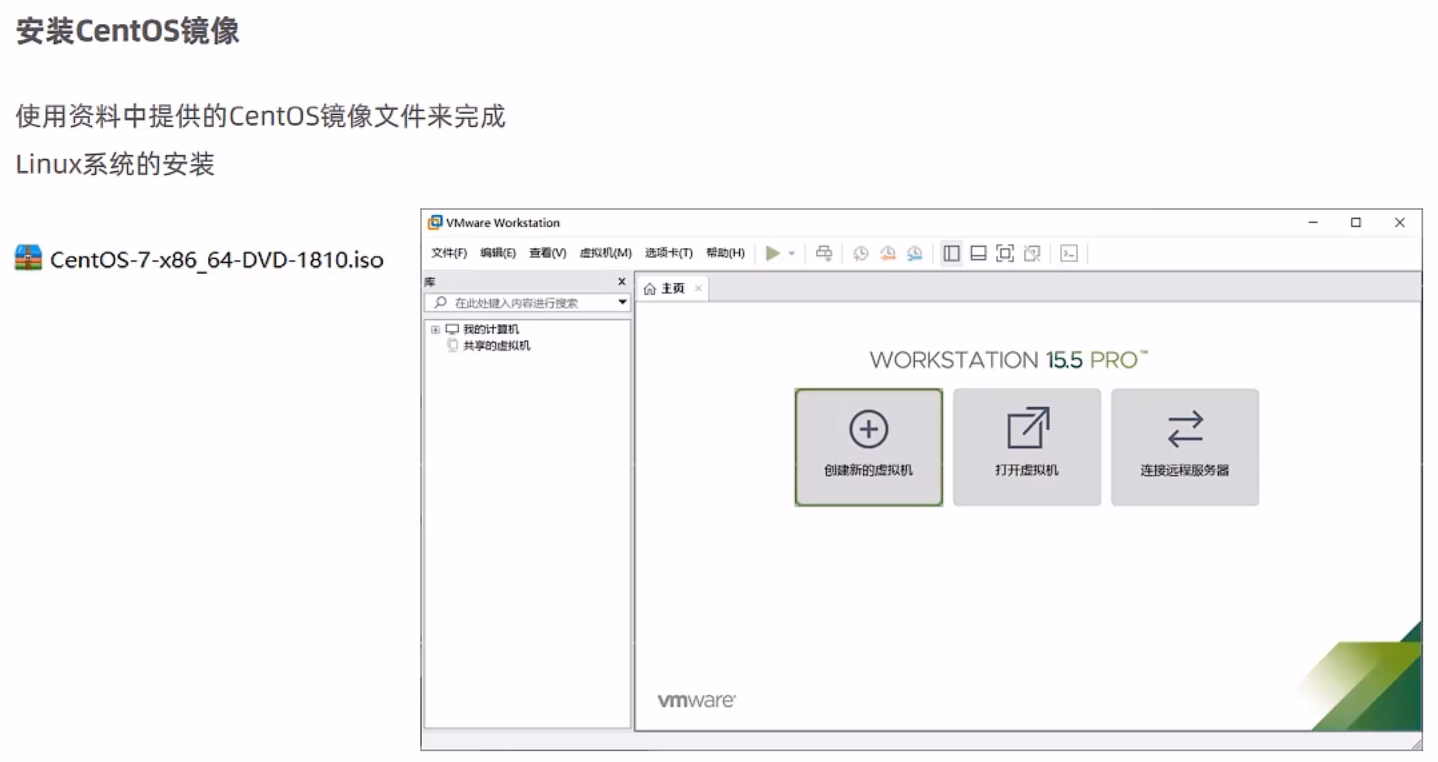 安装CentOS镜像
使用资料中提供的CentOS镜像文件来完成
Linux系统的安装
CentOS-7-x86_64-DVD-1810.iso
VMware Workstation
文件(F) 编辑(E) 查看(V) 虚拟机(M) 选项卡(T) 帮助(H)
库
在此处键入内容进行搜索
我的计算机
共享的虚拟机
主页
WORKSTATION 15.5 PRO™
创建新的虚拟机
打开虚拟机
连接远程服务器
vmware®